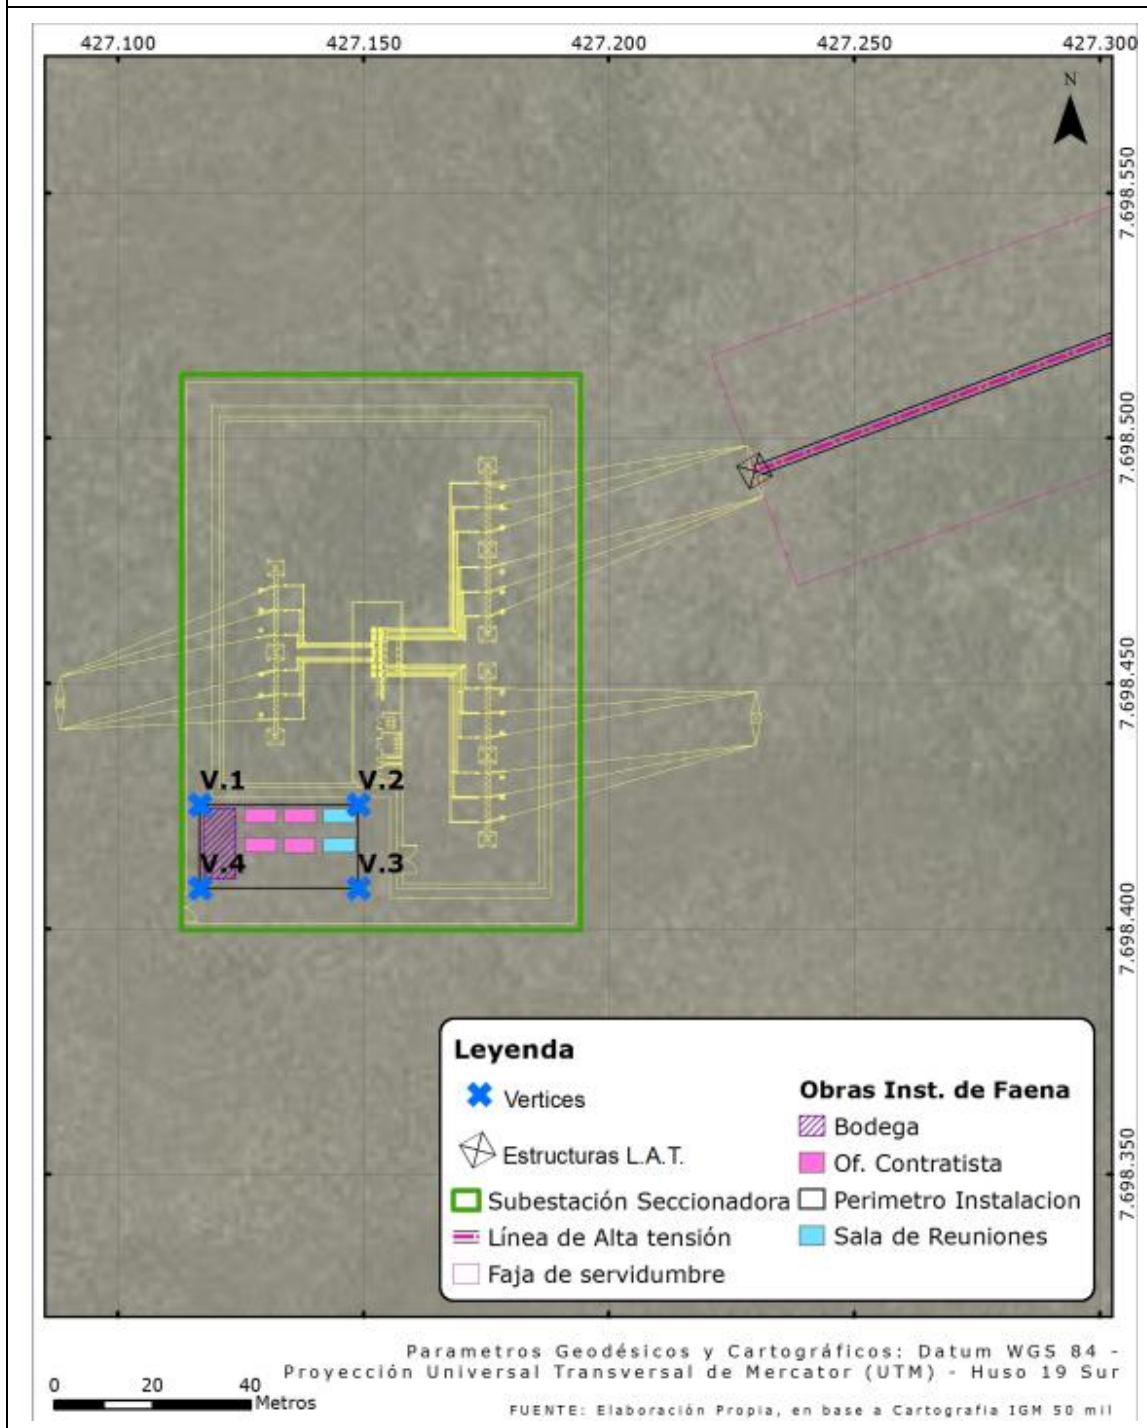 427.100 427.150 427.200 427.250 427.300
N
7.698.550
7.698.500
7.698.450
V.1 V.2
V.4 V.3
7.698.400
7.698.350
Leyenda
Vertices
Estructuras L.A.T.
Subestación Seccionadora
Línea de Alta tensión
Faja de servidumbre
Obras Inst. de Faena
Bodega
Of. Contratista
Perimetro Instalacion
Sala de Reuniones
Parametros Geodésicos y Cartográficos: Datum WGS 84 -
Proyección Universal Transversal de Mercator (UTM) - Huso 19 Sur
0 20 40
Metros
FUENTE: Elaboración Propia, en base a Cartografia IGM 50 mil